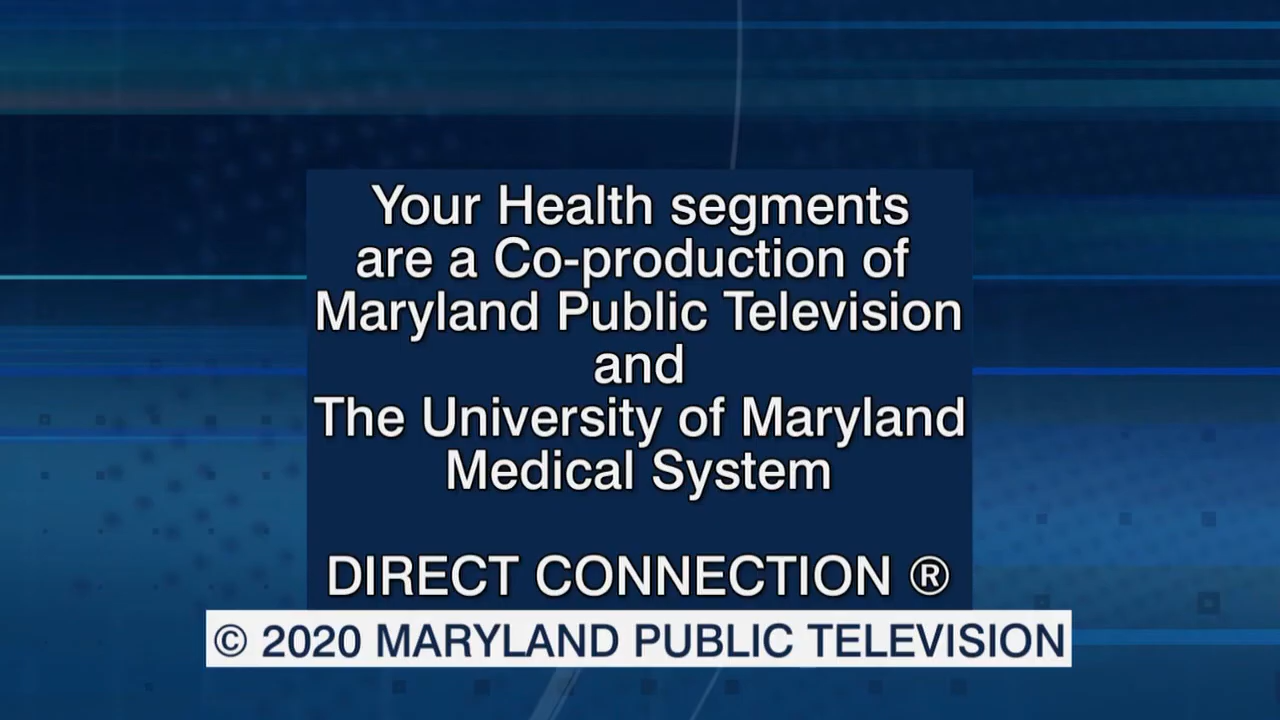 Your Health segments
are a Co-production of
Maryland Public Television
and
The University of Maryland
Medical System
DIRECT CONNECTION ®
© 2020 MARYLAND PUBLIC TELEVISION